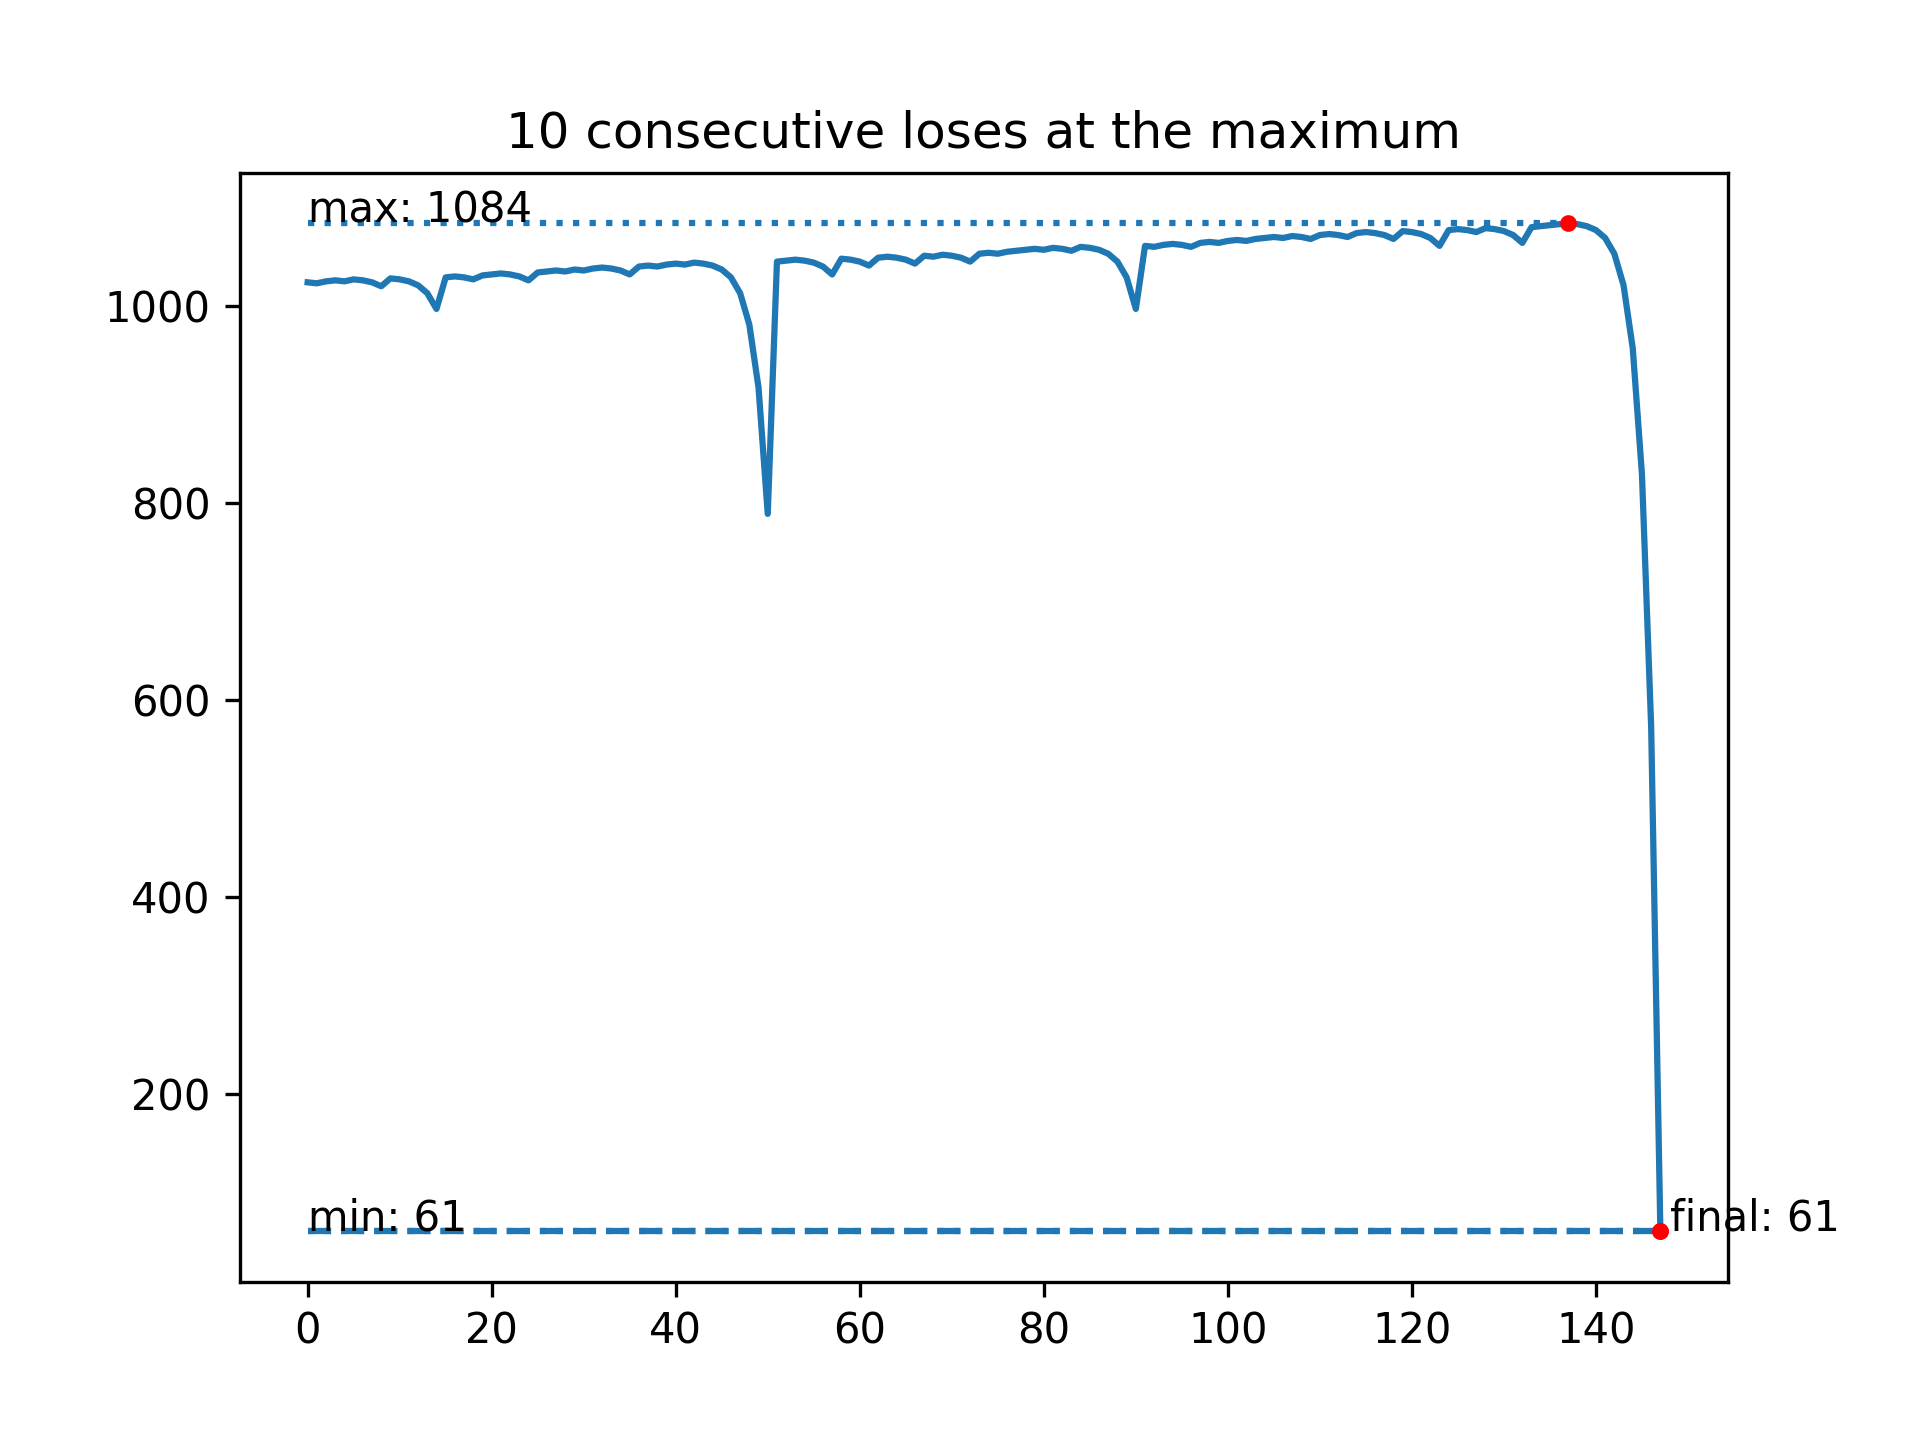 10 consecutive loses at the maximum
max: 1084
1000
800
600
400
200
min: 61
final: 61
0 20 40 60 80 100 120 140